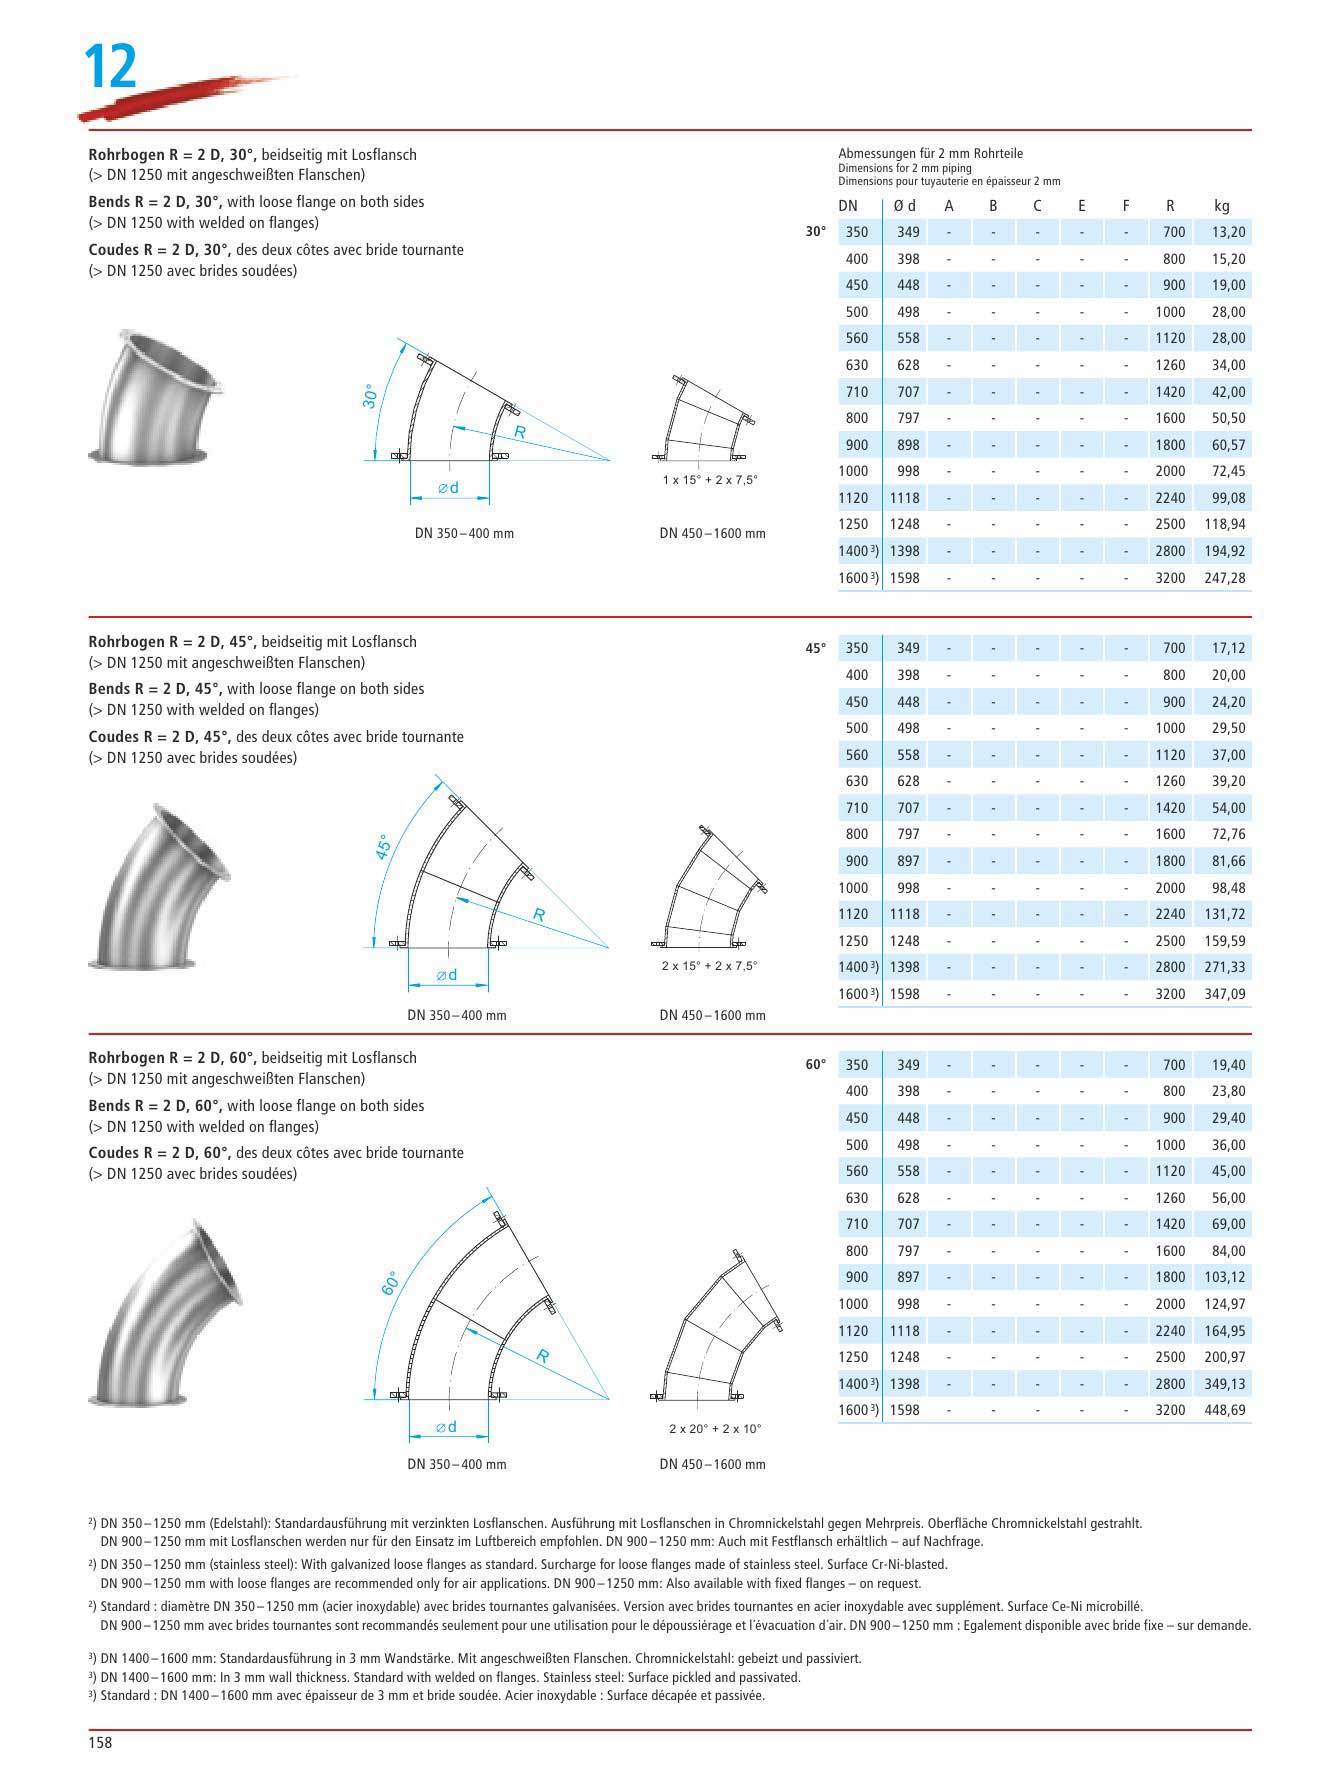 12
Rohrbogen R = 2 D, 30°, beidseitig mit Losflansch
(> DN 1250 mit angeschweißten Flanschen)
Bends R = 2 D, 30°, with loose flange on both sides
(> DN 1250 with welded on flanges)
Coudes R = 2 D, 30°, des deux côtes avec bride tournante
(> DN 1250 avec brides soudées)
30°
R
⌀d
DN 350–400 mm
1 x 15° + 2 x 7,5°
DN 450–1600 mm
Abmessungen für 2 mm Rohrteile
Dimensions for 2 mm piping
Dimensions pour tuyauterie en épaisseur 2 mm
DN Ø d A B C E F R kg
30° 350 349 - - - - - 700 13,20
400 398 - - - - - 800 15,20
450 448 - - - - - 900 19,00
500 498 - - - - - 1000 28,00
560 558 - - - - - 1120 28,00
630 628 - - - - - 1260 34,00
710 707 - - - - - 1420 42,00
800 797 - - - - - 1600 50,50
900 898 - - - - - 1800 60,57
1000 998 - - - - - 2000 72,45
1120 1118 - - - - - 2240 99,08
1250 1248 - - - - - 2500 118,94
1400 3) 1398 - - - - - 2800 194,92
1600 3) 1598 - - - - - 3200 247,28
Rohrbogen R = 2 D, 45°, beidseitig mit Losflansch
(> DN 1250 mit angeschweißten Flanschen)
Bends R = 2 D, 45°, with loose flange on both sides
(> DN 1250 with welded on flanges)
Coudes R = 2 D, 45°, des deux côtes avec bride tournante
(> DN 1250 avec brides soudées)
45°
R
⌀d
DN 350–400 mm
2 x 15° + 2 x 7,5°
DN 450–1600 mm
45° 350 349 - - - - - 700 17,12
400 398 - - - - - 800 20,00
450 448 - - - - - 900 24,20
500 498 - - - - - 1000 29,50
560 558 - - - - - 1120 37,00
630 628 - - - - - 1260 39,20
710 707 - - - - - 1420 54,00
800 797 - - - - - 1600 72,76
900 897 - - - - - 1800 81,66
1000 998 - - - - - 2000 98,48
1120 1118 - - - - - 2240 131,72
1250 1248 - - - - - 2500 159,59
1400 3) 1398 - - - - - 2800 271,33
1600 3) 1598 - - - - - 3200 347,09
Rohrbogen R = 2 D, 60°, beidseitig mit Losflansch
(> DN 1250 mit angeschweißten Flanschen)
Bends R = 2 D, 60°, with loose flange on both sides
(> DN 1250 with welded on flanges)
Coudes R = 2 D, 60°, des deux côtes avec bride tournante
(> DN 1250 avec brides soudées)
60°
R
⌀d
DN 350–400 mm
2 x 20° + 2 x 10°
DN 450–1600 mm
60° 350 349 - - - - - 700 19,40
400 398 - - - - - 800 23,80
450 448 - - - - - 900 29,40
500 498 - - - - - 1000 36,00
560 558 - - - - - 1120 45,00
630 628 - - - - - 1260 56,00
710 707 - - - - - 1420 69,00
800 797 - - - - - 1600 84,00
900 897 - - - - - 1800 103,12
1000 998 - - - - - 2000 124,97
1120 1118 - - - - - 2240 164,95
1250 1248 - - - - - 2500 200,97
1400 3) 1398 - - - - - 2800 349,13
1600 3) 1598 - - - - - 3200 448,69
2) DN 350–1250 mm (Edelstahl): Standardausführung mit verzinkten Losflanschen. Ausführung mit Losflanschen in Chromnickelstahl gegen Mehrpreis. Oberfläche Chromnickelstahl gestrahlt.
DN 900–1250 mm mit Losflanschen werden nur für den Einsatz im Luftbereich empfohlen. DN 900–1250 mm: Auch mit Festflansch erhältlich – auf Nachfrage.
2) DN 350–1250 mm (stainless steel): With galvanized loose flanges as standard. Surcharge for loose flanges made of stainless steel. Surface Cr-Ni-blasted.
DN 900–1250 mm with loose flanges are recommended only for air applications. DN 900–1250 mm: Also available with fixed flanges – on request.
2) Standard : diamètre DN 350–1250 mm (acier inoxydable) avec brides tournantes galvanisées. Version avec brides tournantes en acier inoxydable avec supplément. Surface Ce-Ni microbillé.
DN 900–1250 mm avec brides tournantes sont recommandés seulement pour une utilisation pour le dépoussiérage et l´évacuation d´air. DN 900–1250 mm : Egalement disponible avec bride fixe – sur demande.
3) DN 1400–1600 mm: Standardausführung in 3 mm Wandstärke. Mit angeschweißten Flanschen. Chromnickelstahl: gebeizt und passiviert.
3) DN 1400–1600 mm: In 3 mm wall thickness. Standard with welded on flanges. Stainless steel: Surface pickled and passivated.
3) Standard : DN 1400–1600 mm avec épaisseur de 3 mm et bride soudée. Acier inoxydable : Surface décapée et passivée.
158